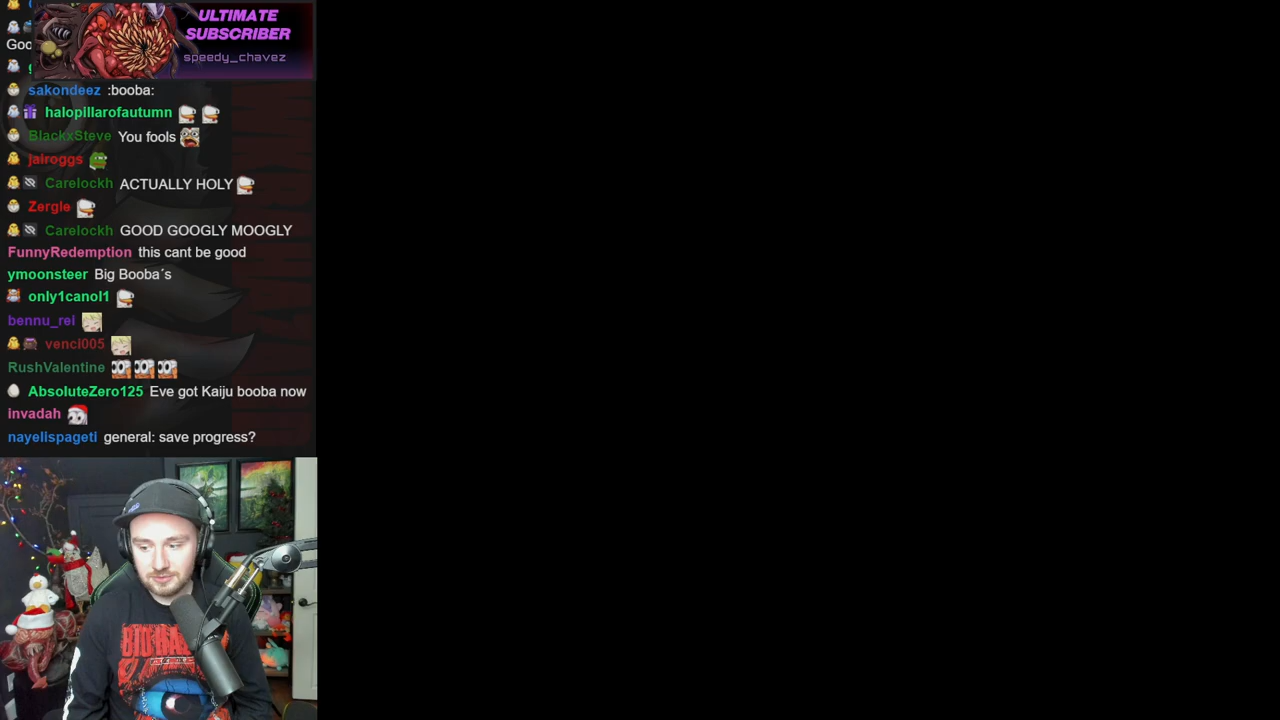 ULTIMATE
SUBSCRIBER
speedy_chavez
Goo
sakondeez :booba:
halopillarofautumn
BlackxSteve You fools
jairoggs
Carelockh ACTUALLY HOLY
Zergle
Carelockh GOOD GOOGLY MOOGLY
FunnyRedemption this cant be good
ymoonsteer Big Booba´s
only1canol1
bennu_rei
venci005
RushValentine
AbsoluteZero125 Eve got Kaiju booba now
invadah
nayelispageti general: save progress?